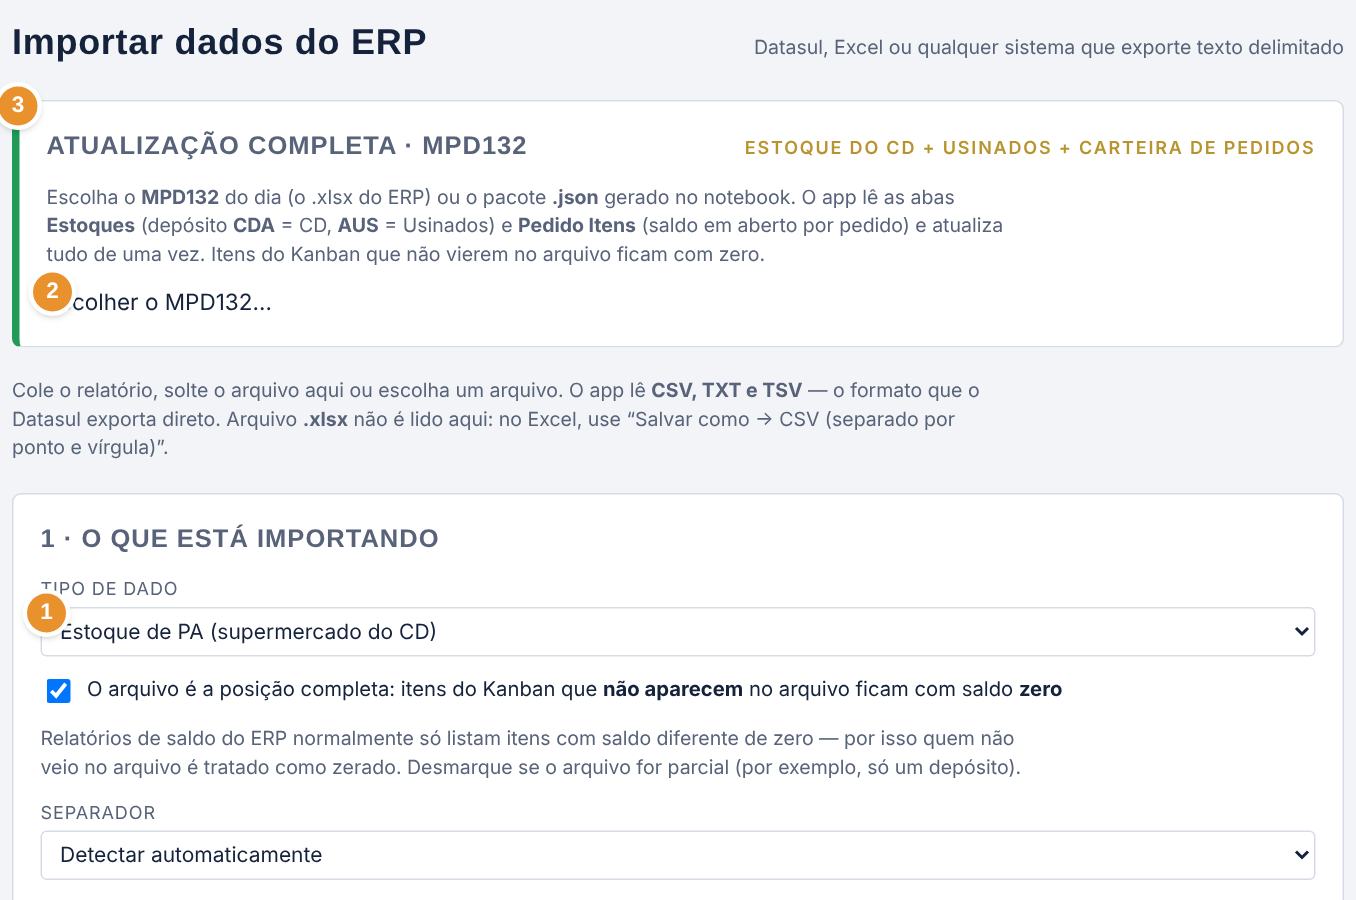 Importar dados do ERP
Datasul, Excel ou qualquer sistema que exporte texto delimitado
3
ATUALIZAÇÃO COMPLETA · MPD132
ESTOQUE DO CD + USINADOS + CARTEIRA DE PEDIDOS
Escolha o MPD132 do dia (o .xlsx do ERP) ou o pacote .json gerado no notebook. O app lê as abas
Estoques (depósito CDA = CD, AUS = Usinados) e Pedido Itens (saldo em aberto por pedido) e atualiza
tudo de uma vez. Itens do Kanban que não vierem no arquivo ficam com zero.
2
colher o MPD132...
Cole o relatório, solte o arquivo aqui ou escolha um arquivo. O app lê CSV, TXT e TSV — o formato que o
Datasul exporta direto. Arquivo .xlsx não é lido aqui: no Excel, use “Salvar como → CSV (separado por
ponto e vírgula)”.
1 · O QUE ESTÁ IMPORTANDO
TIPO DE DADO
1
Estoque de PA (supermercado do CD)
O arquivo é a posição completa: itens do Kanban que não aparecem no arquivo ficam com saldo zero
Relatórios de saldo do ERP normalmente só listam itens com saldo diferente de zero — por isso quem não
veio no arquivo é tratado como zerado. Desmarque se o arquivo for parcial (por exemplo, só um depósito).
SEPARADOR
Detectar automaticamente